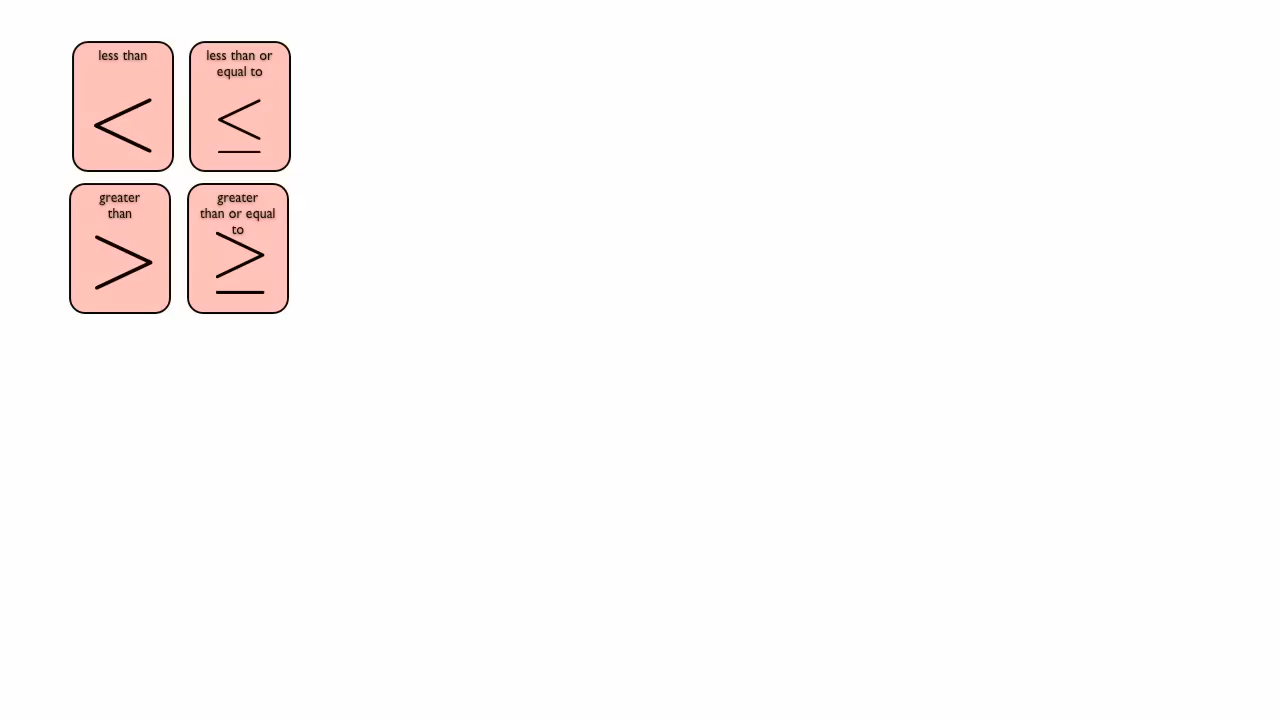 less than
<
less than or
equal to
≤
greater
than
>
greater
than or equal
to
≥